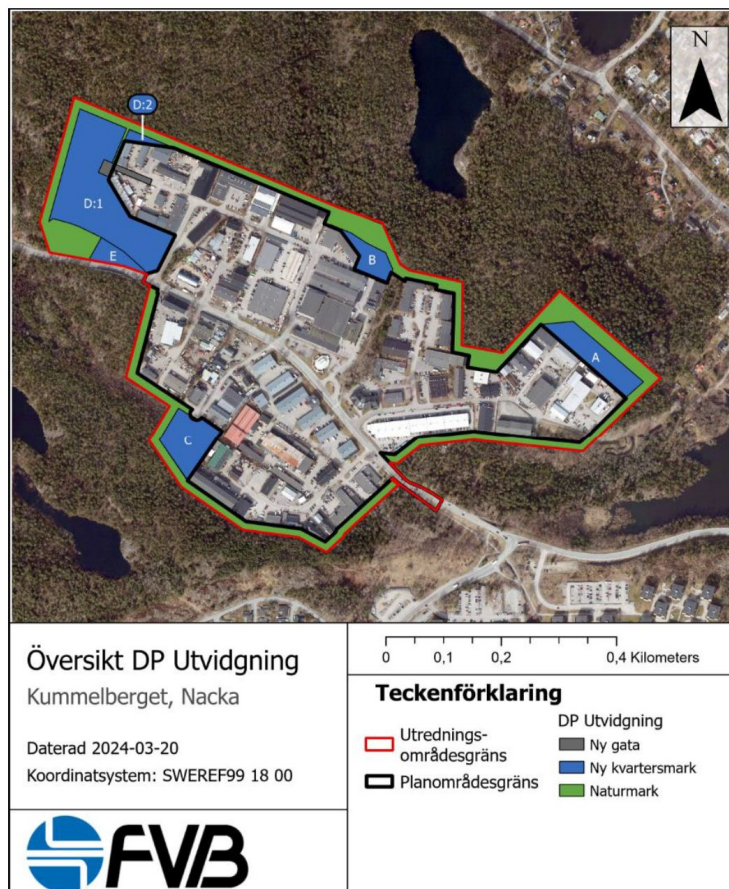 N
D:2
D:1
E
B
A
C
Översikt DP Utvidgning
Kummelberget, Nacka
Daterad 2024-03-20
Koordinatsystem: SWEREF99 18 00
0 0,1 0,2 0,4 Kilometers
Teckenförklaring
Utrednings-
områdesgräns
Planområdesgräns
DP Utvidgning
Ny gata
Ny kvartersmark
Naturmark
FVB